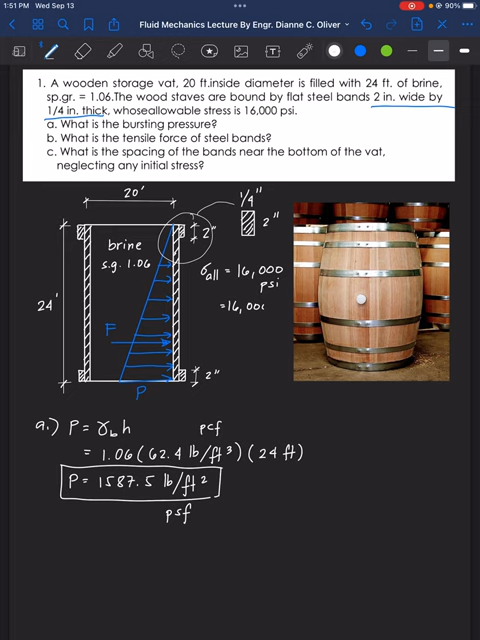 1:51 PM Wed Sep 13
90%
Fluid Mechanics Lecture By Engr. Dianne C. Oliver
1. A wooden storage vat, 20 ft.inside diameter is filled with 24 ft. of brine,
sp.gr. = 1.06.The wood staves are bound by flat steel bands 2 in. wide by
1/4 in. thick, whoseallowable stress is 16,000 psi.
a. What is the bursting pressure?
b. What is the tensile force of steel bands?
c. What is the spacing of the bands near the bottom of the vat,
neglecting any initial stress?
20'
1/4"
2"
2"
brine
s.g. 1.06
σall = 16,000
psi
= 16,000
24'
F
2"
P
a.) P = γb h
pcf
= 1.06 (62.4 lb/ft³) (24 ft)
P = 1587.5 lb/ft²
psf